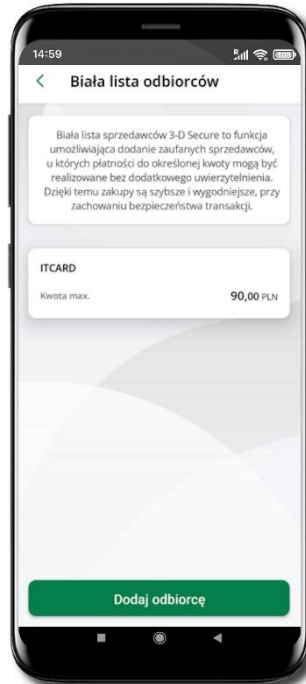 14:59
Biała lista odbiorców
Biała lista sprzedawców 3-D Secure to funkcja
umożliwiająca dodanie zaufanych sprzedawców,
u których płatności do określonej kwoty mogą być
realizowane bez dodatkowego uwierzytelnienia.
Dzięki temu zakupy są szybsze i wygodniejsze, przy
zachowaniu bezpieczeństwa transakcji.
ITCARD
Kwota max. 90,00 PLN
Dodaj odbiorcę